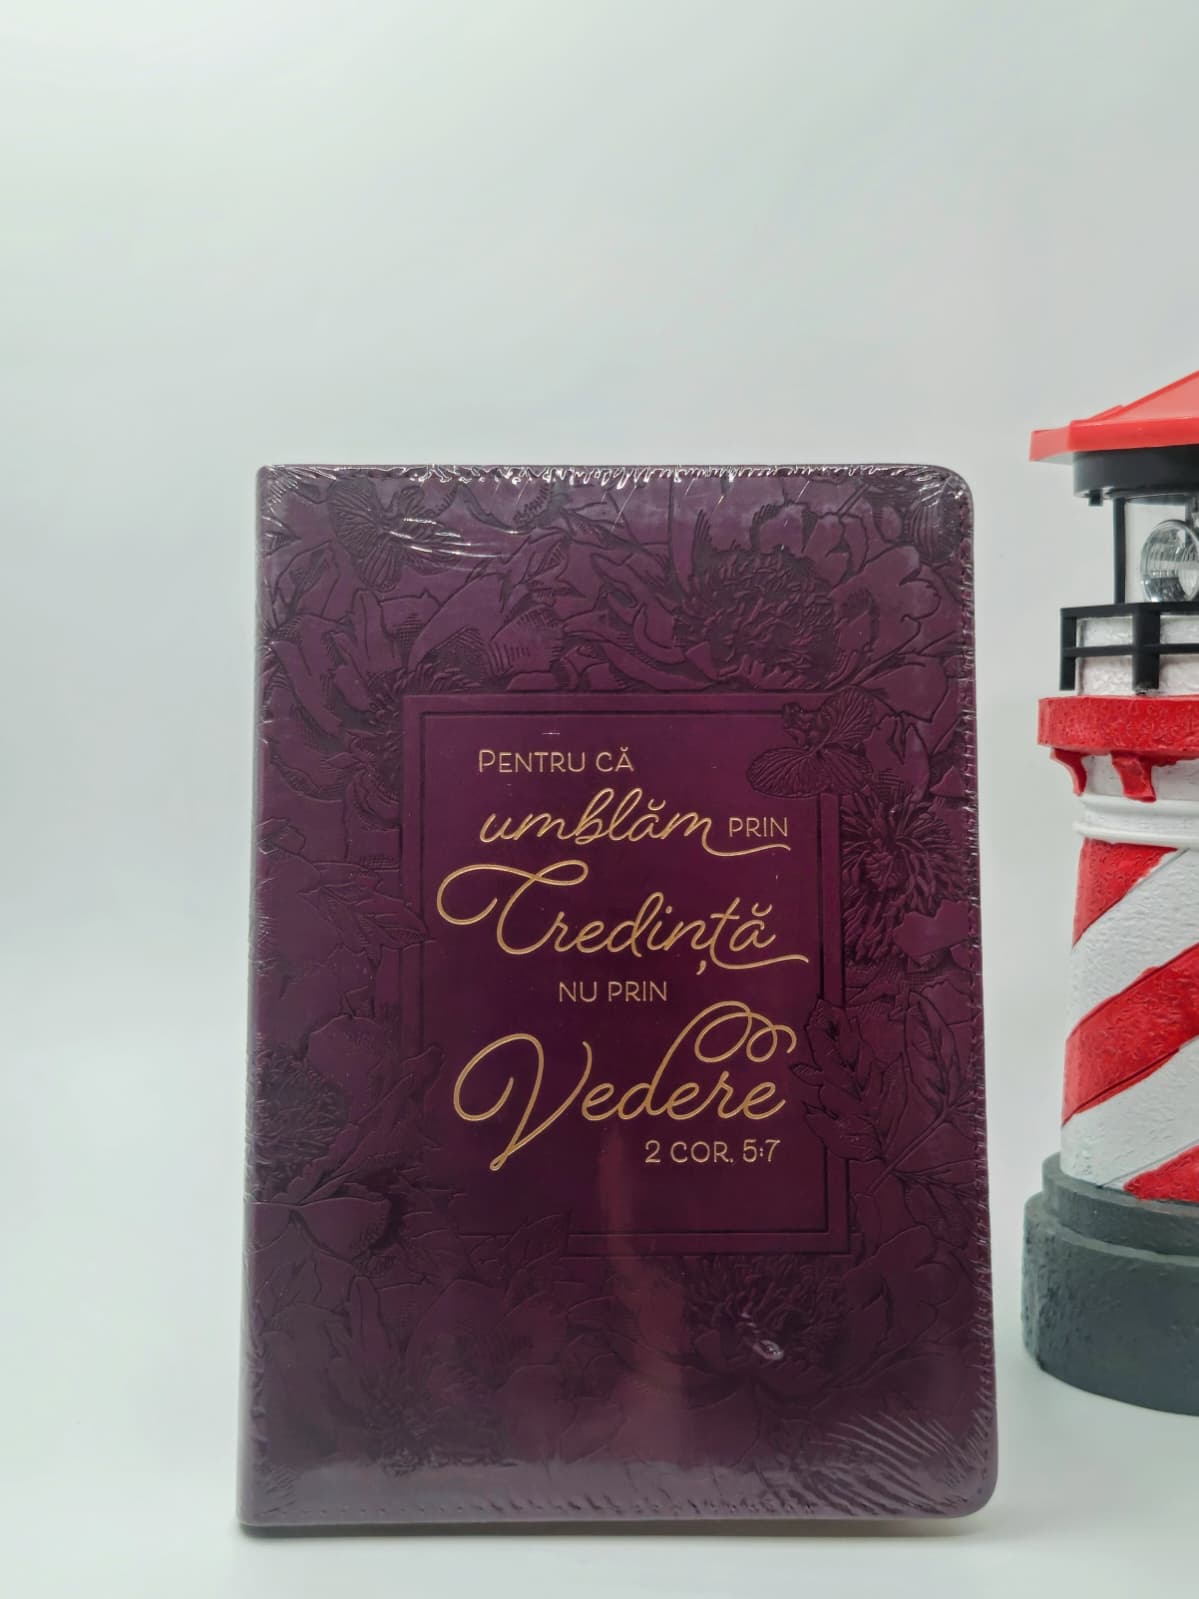 PENTRU CĂ
umblăm PRIN
Credință
NU PRIN
Vedere
2 COR. 5:7